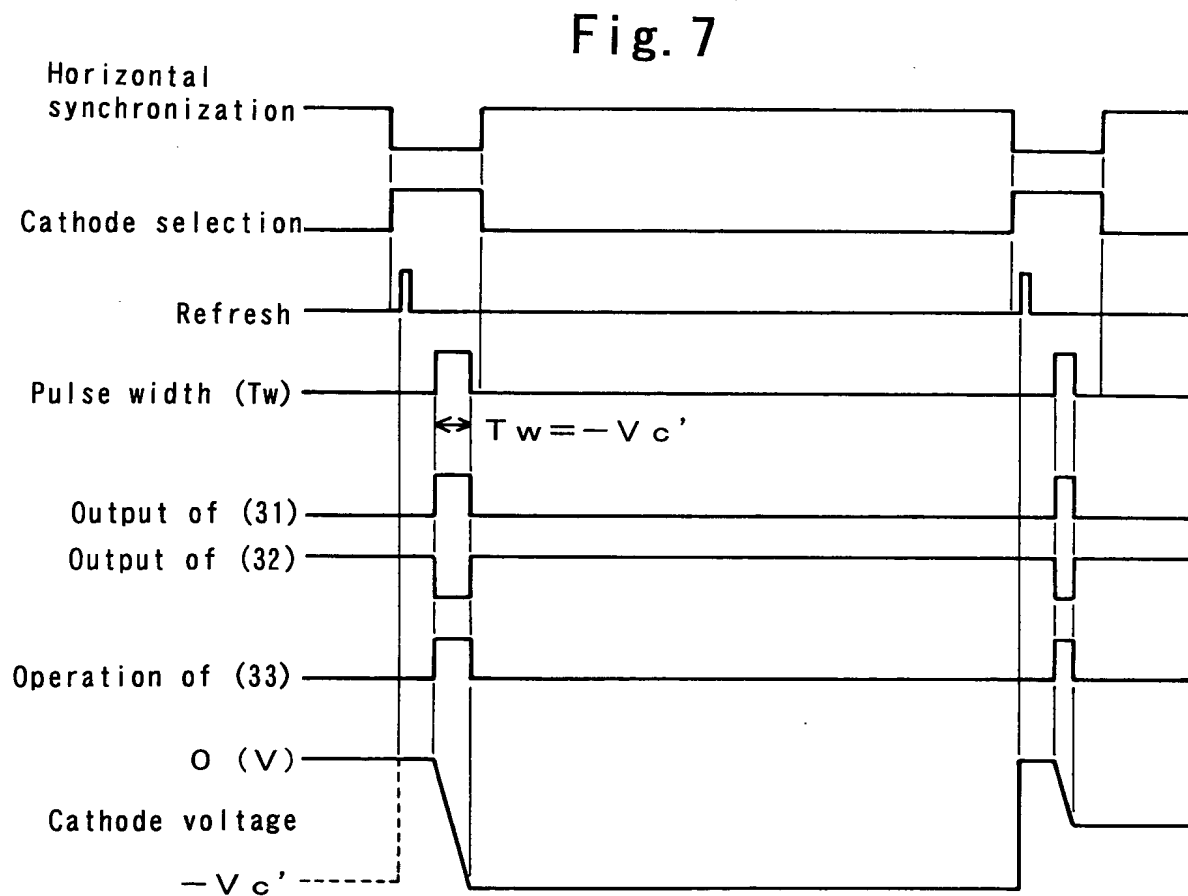 Fig. 7
Horizontal
synchronization
Cathode selection
Refresh
Pulse width (Tw)
Tw=-Vc'
Output of (31)
Output of (32)
Operation of (33)
0 (V)
Cathode voltage
-Vc'